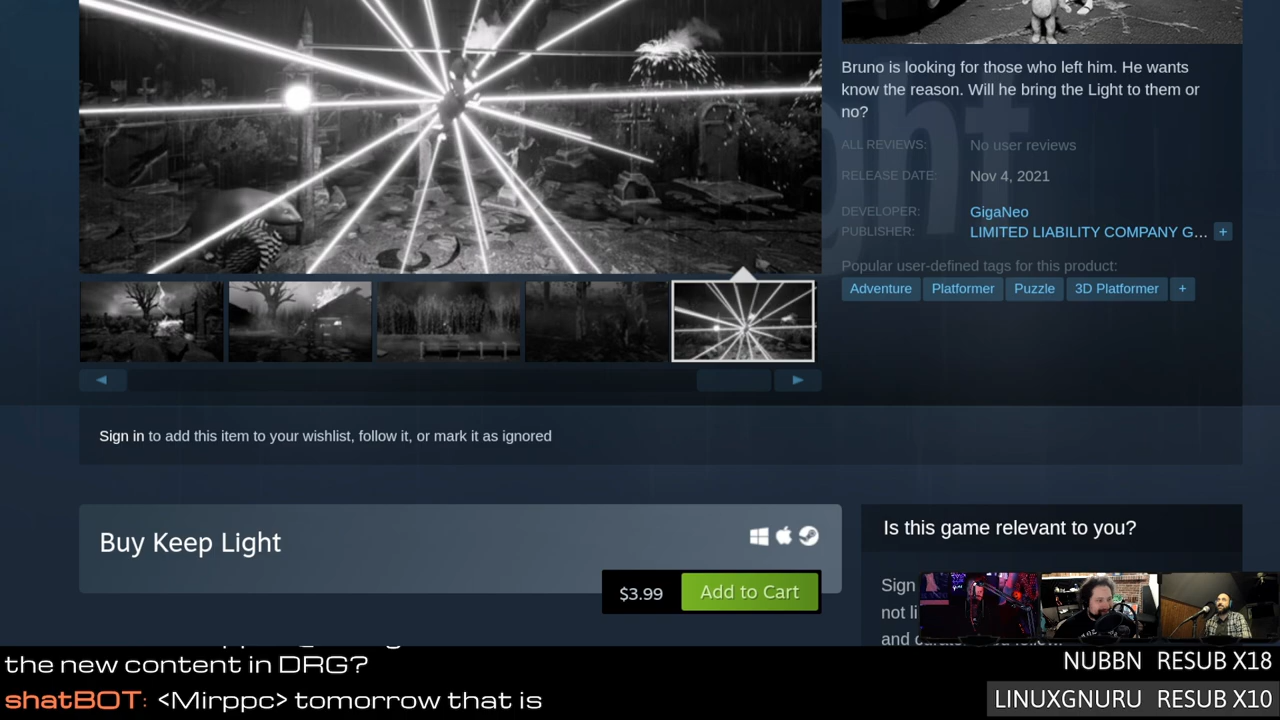 Bruno is looking for those who left him. He wants
know the reason. Will he bring the Light to them or
no?
ALL REVIEWS: No user reviews
RELEASE DATE: Nov 4, 2021
DEVELOPER: GigaNeo
PUBLISHER: LIMITED LIABILITY COMPANY G... +
Popular user-defined tags for this product:
Adventure Platformer Puzzle 3D Platformer +
Sign in to add this item to your wishlist, follow it, or mark it as ignored
Buy Keep Light
$3.99 Add to Cart
Is this game relevant to you?
Sign
not li
the new content in DRG?
shatBOT: <Mirppc> tomorrow that is
NUBBN RESUB X18
LINUXGNURU RESUB X10